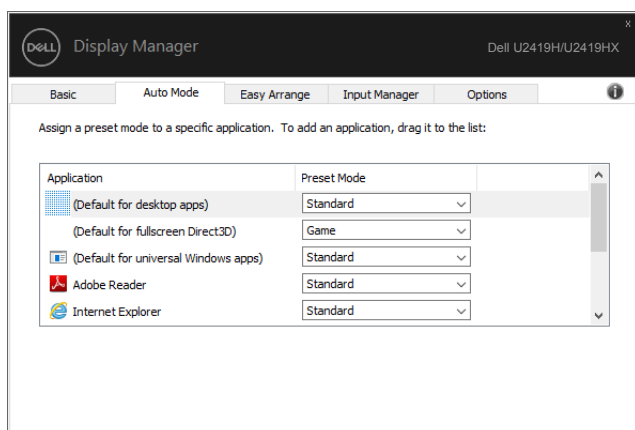 x
DELL Display Manager Dell U2419H/U2419HX
Basic Auto Mode Easy Arrange Input Manager Options
Assign a preset mode to a specific application. To add an application, drag it to the list:
Application Preset Mode
(Default for desktop apps) Standard
(Default for fullscreen Direct3D) Game
(Default for universal Windows apps) Standard
Adobe Reader Standard
Internet Explorer Standard